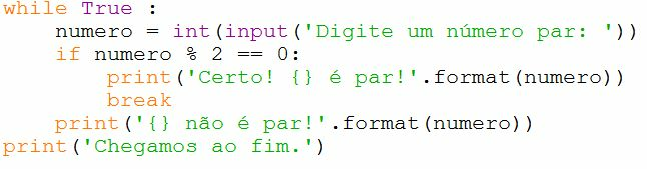 while True :
    numero = int(input('Digite um número par: '))
    if numero % 2 == 0:
        print('Certo! {} é par!'.format(numero))
        break
    print('{} não é par!'.format(numero))
print('Chegamos ao fim.')